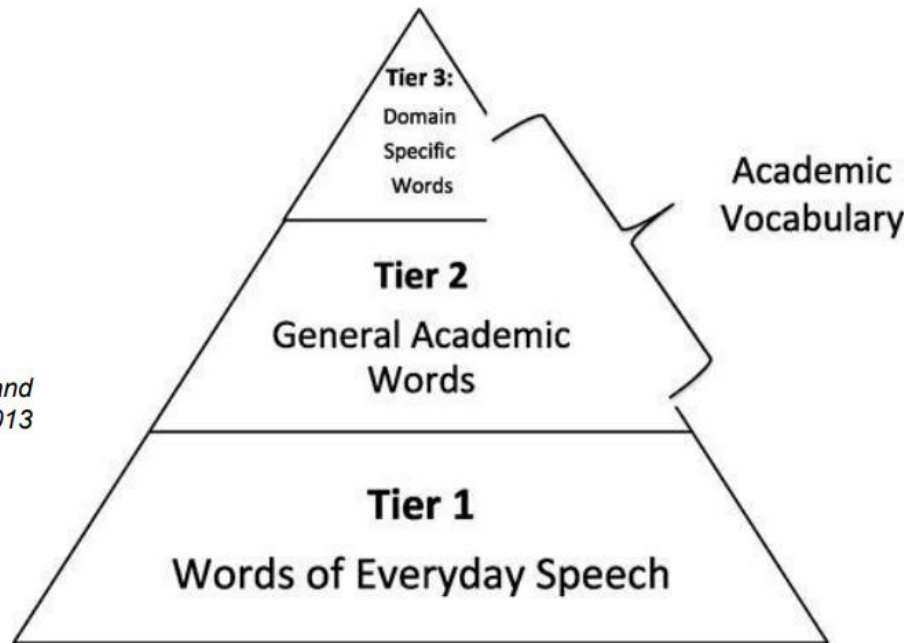 Tier 3:
Domain
Specific
Words
Academic
Vocabulary
Tier 2
General Academic
Words
Tier 1
Words of Everyday Speech